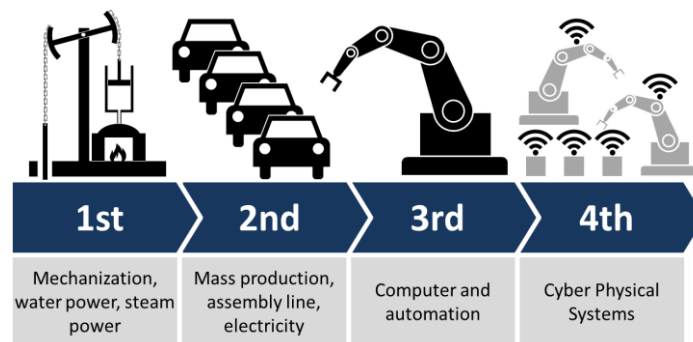 1st
2nd
3rd
4th
Mechanization,
water power, steam
power
Mass production,
assembly line,
electricity
Computer and
automation
Cyber Physical
Systems